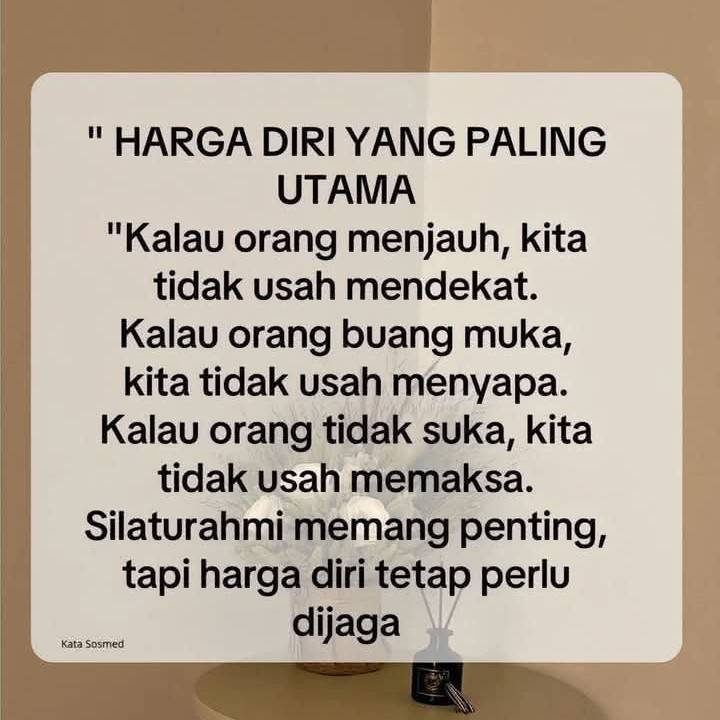 " HARGA DIRI YANG PALING
UTAMA
"Kalau orang menjauh, kita
tidak usah mendekat.
Kalau orang buang muka,
kita tidak usah menyapa.
Kalau orang tidak suka, kita
tidak usah memaksa.
Silaturahmi memang penting,
tapi harga diri tetap perlu
dijaga
Kata Sosmed